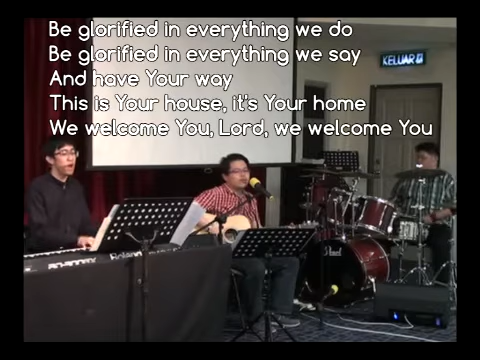 Be glorified in everything we do
Be glorified in everything we say
And have Your way
This is Your house, it's Your home
We welcome You, Lord, we welcome You
KELUAR
Roland
Pearl